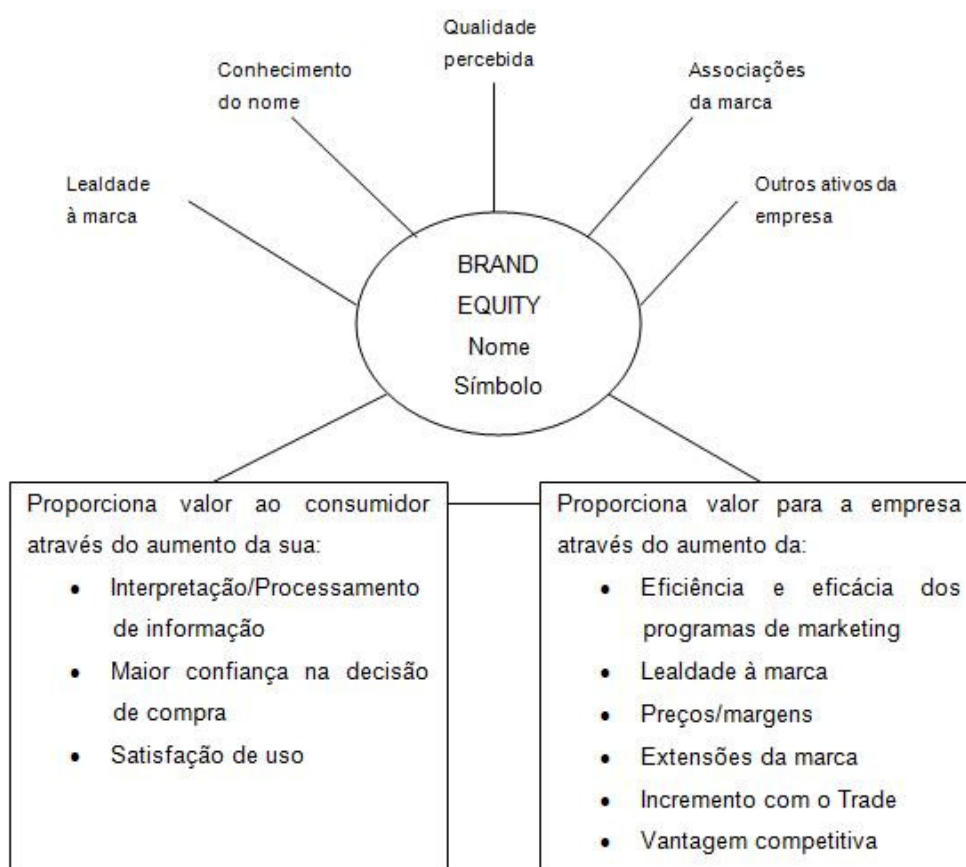 Qualidade
percebida
Conhecimento
do nome
Associações
da marca
Lealdade
à marca
Outros ativos da
empresa
BRAND
EQUITY
Nome
Símbolo
Proporciona valor ao consumidor
através do aumento da sua:
• Interpretação/Processamento
de informação
• Maior confiança na decisão
de compra
• Satisfação de uso
Proporciona valor para a empresa
através do aumento da:
• Eficiência e eficácia dos
programas de marketing
• Lealdade à marca
• Preços/margens
• Extensões da marca
• Incremento com o Trade
• Vantagem competitiva